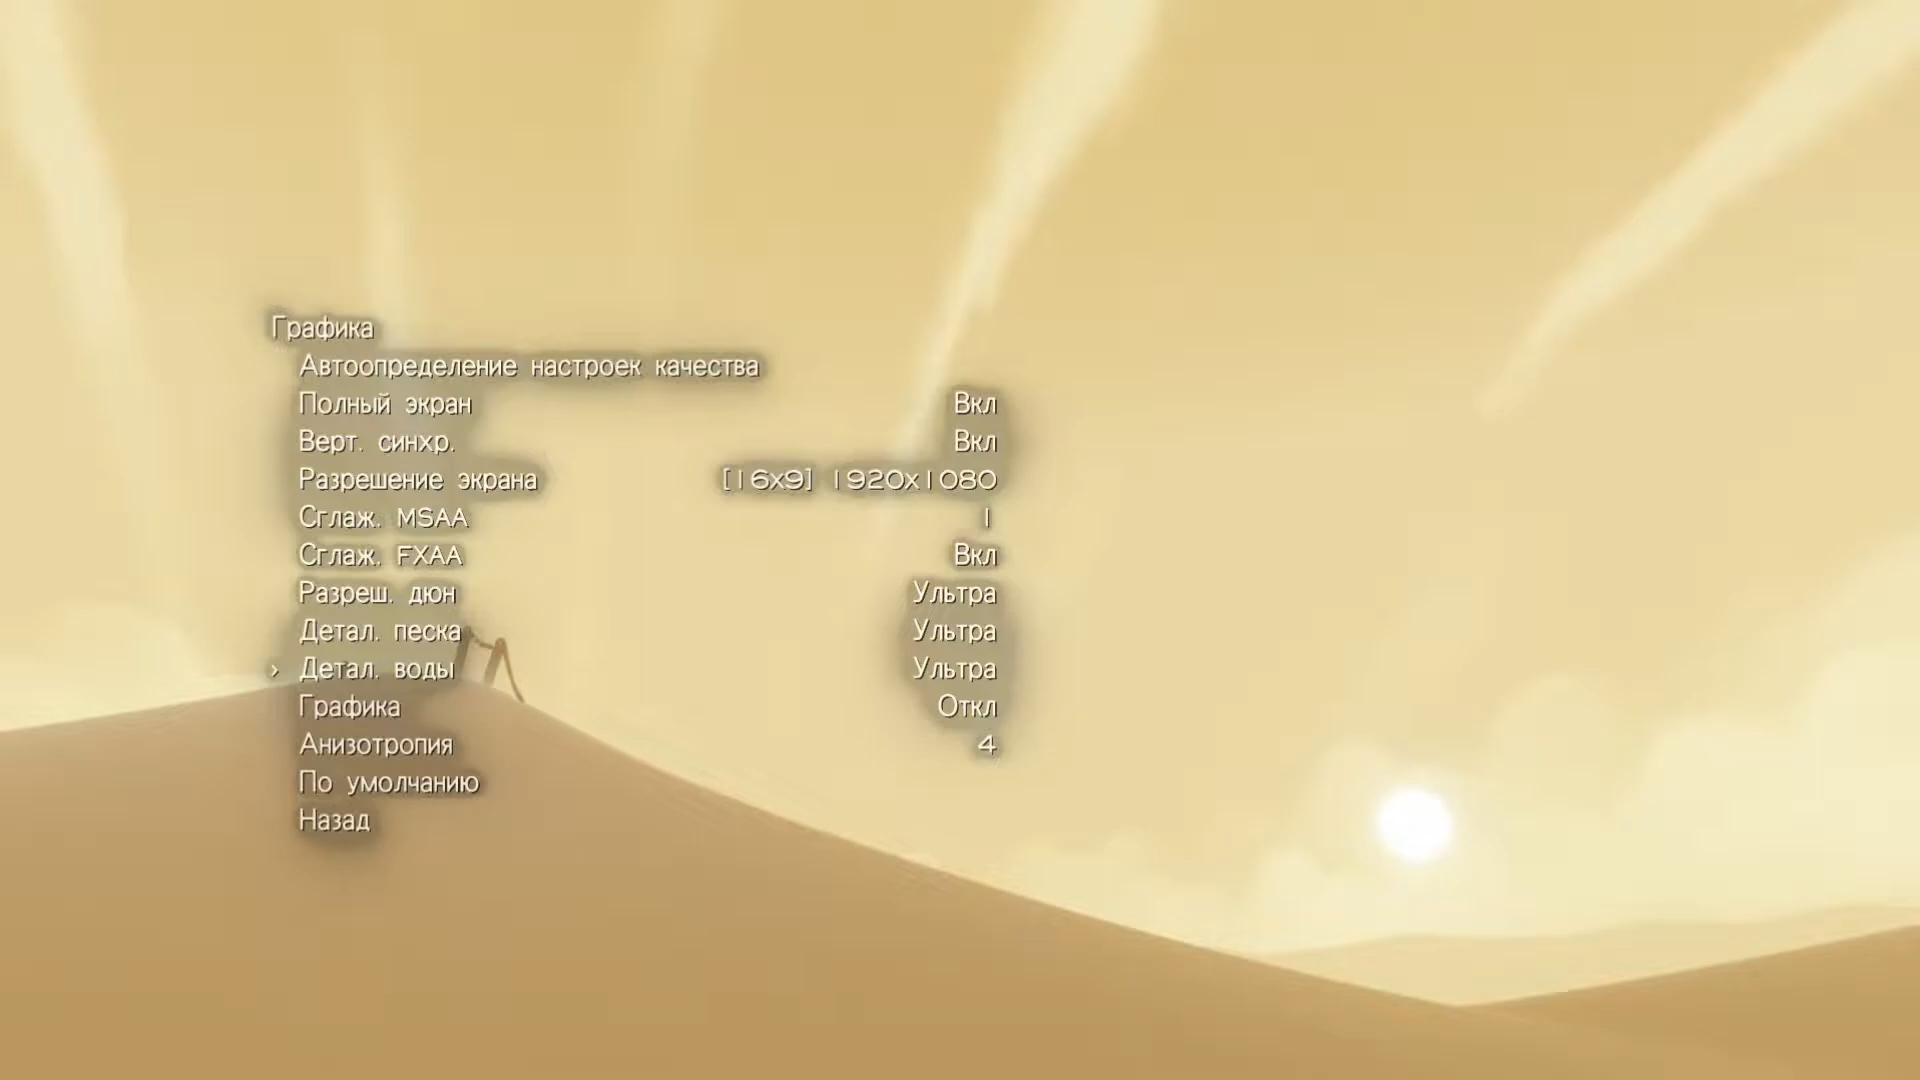 Графика
Автоопределение настроек качества
Полный экран Вкл
Верт. синхр. Вкл
Разрешение экрана [16x9] 1920x1080
Сглаж. MSAA 1
Сглаж. FXAA Вкл
Разреш. дюн Ультра
Детал. песка Ультра
› Детал. воды Ультра
Графика Откл
Анизотропия 4
По умолчанию
Назад